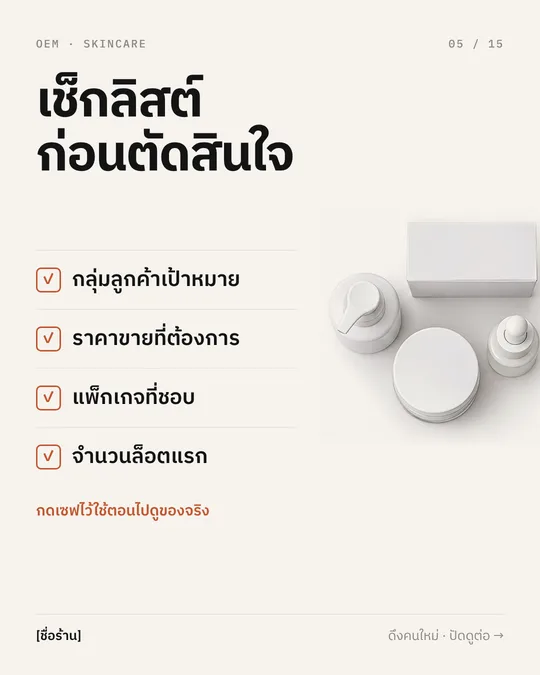 OEM · SKINCARE
05 / 15
เช็กลิสต์
ก่อนตัดสินใจ
กลุ่มลูกค้าเป้าหมาย
ราคาขายที่ต้องการ
แพ็กเกจที่ชอบ
จำนวนล็อตแรก
กดเซฟไว้ใช้ตอนไปดูของจริง
[ชื่อร้าน]
ดึงคนใหม่ · ปัดดูต่อ →